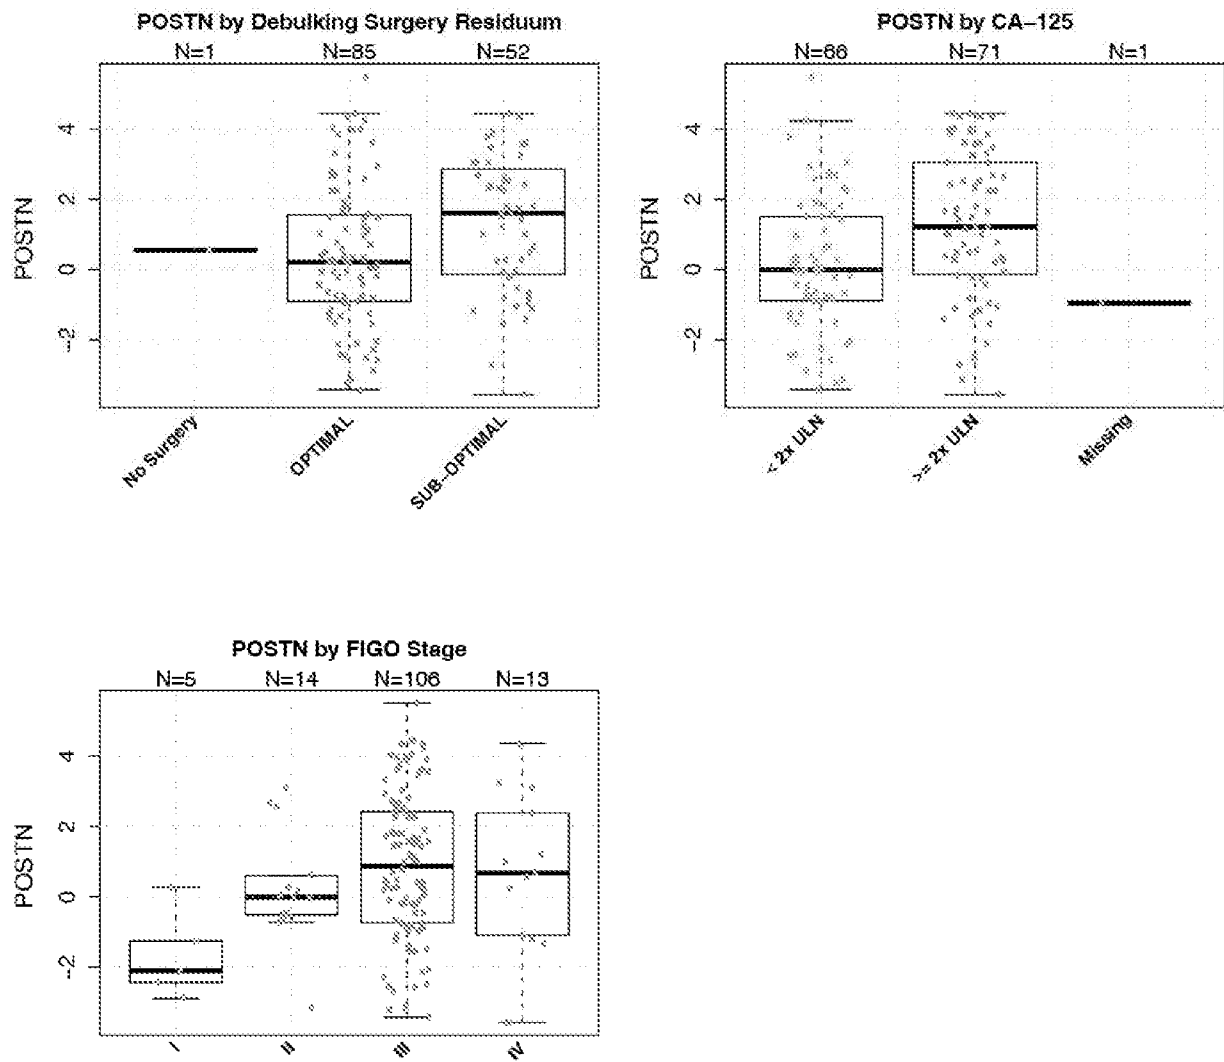 POSTN by Debulking Surgery Residuum
N=1 N=85 N=52
POSTN
4
2
0
−2
No Surgery
OPTIMAL
SUB−OPTIMAL
POSTN by CA−125
N=66 N=71 N=1
POSTN
4
2
0
−2
< 2x ULN
>= 2x ULN
Missing
POSTN by FIGO Stage
N=5 N=14 N=106 N=13
POSTN
4
2
0
−2
I
II
III
IV